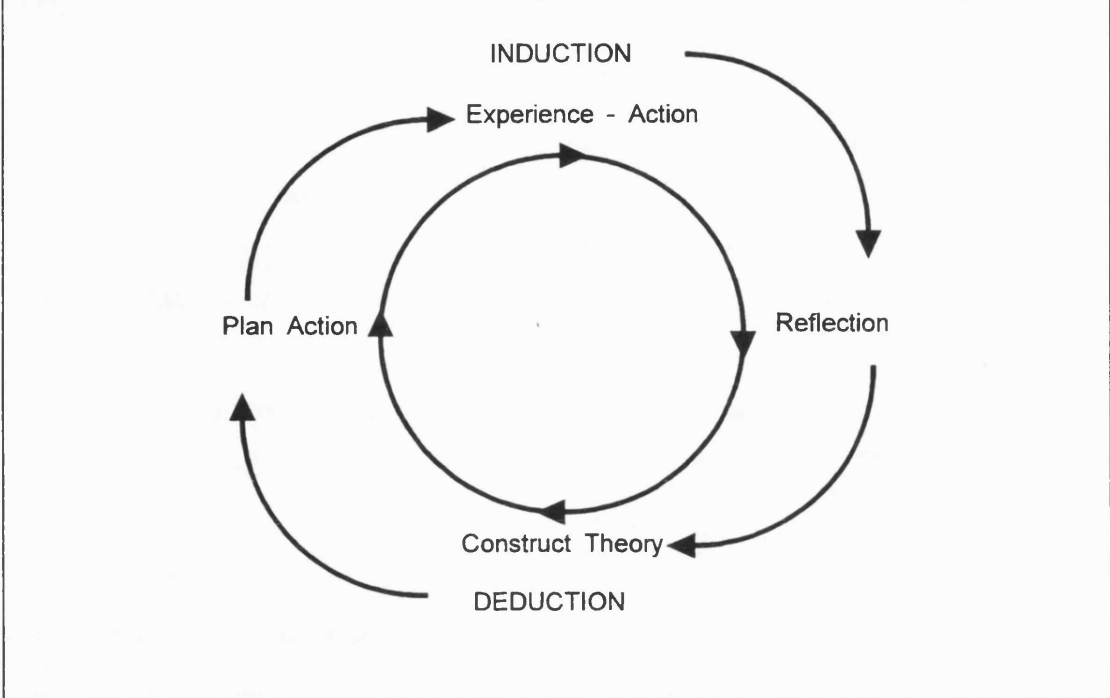 INDUCTION
Experience - Action
Plan Action
Reflection
Construct Theory
DEDUCTION